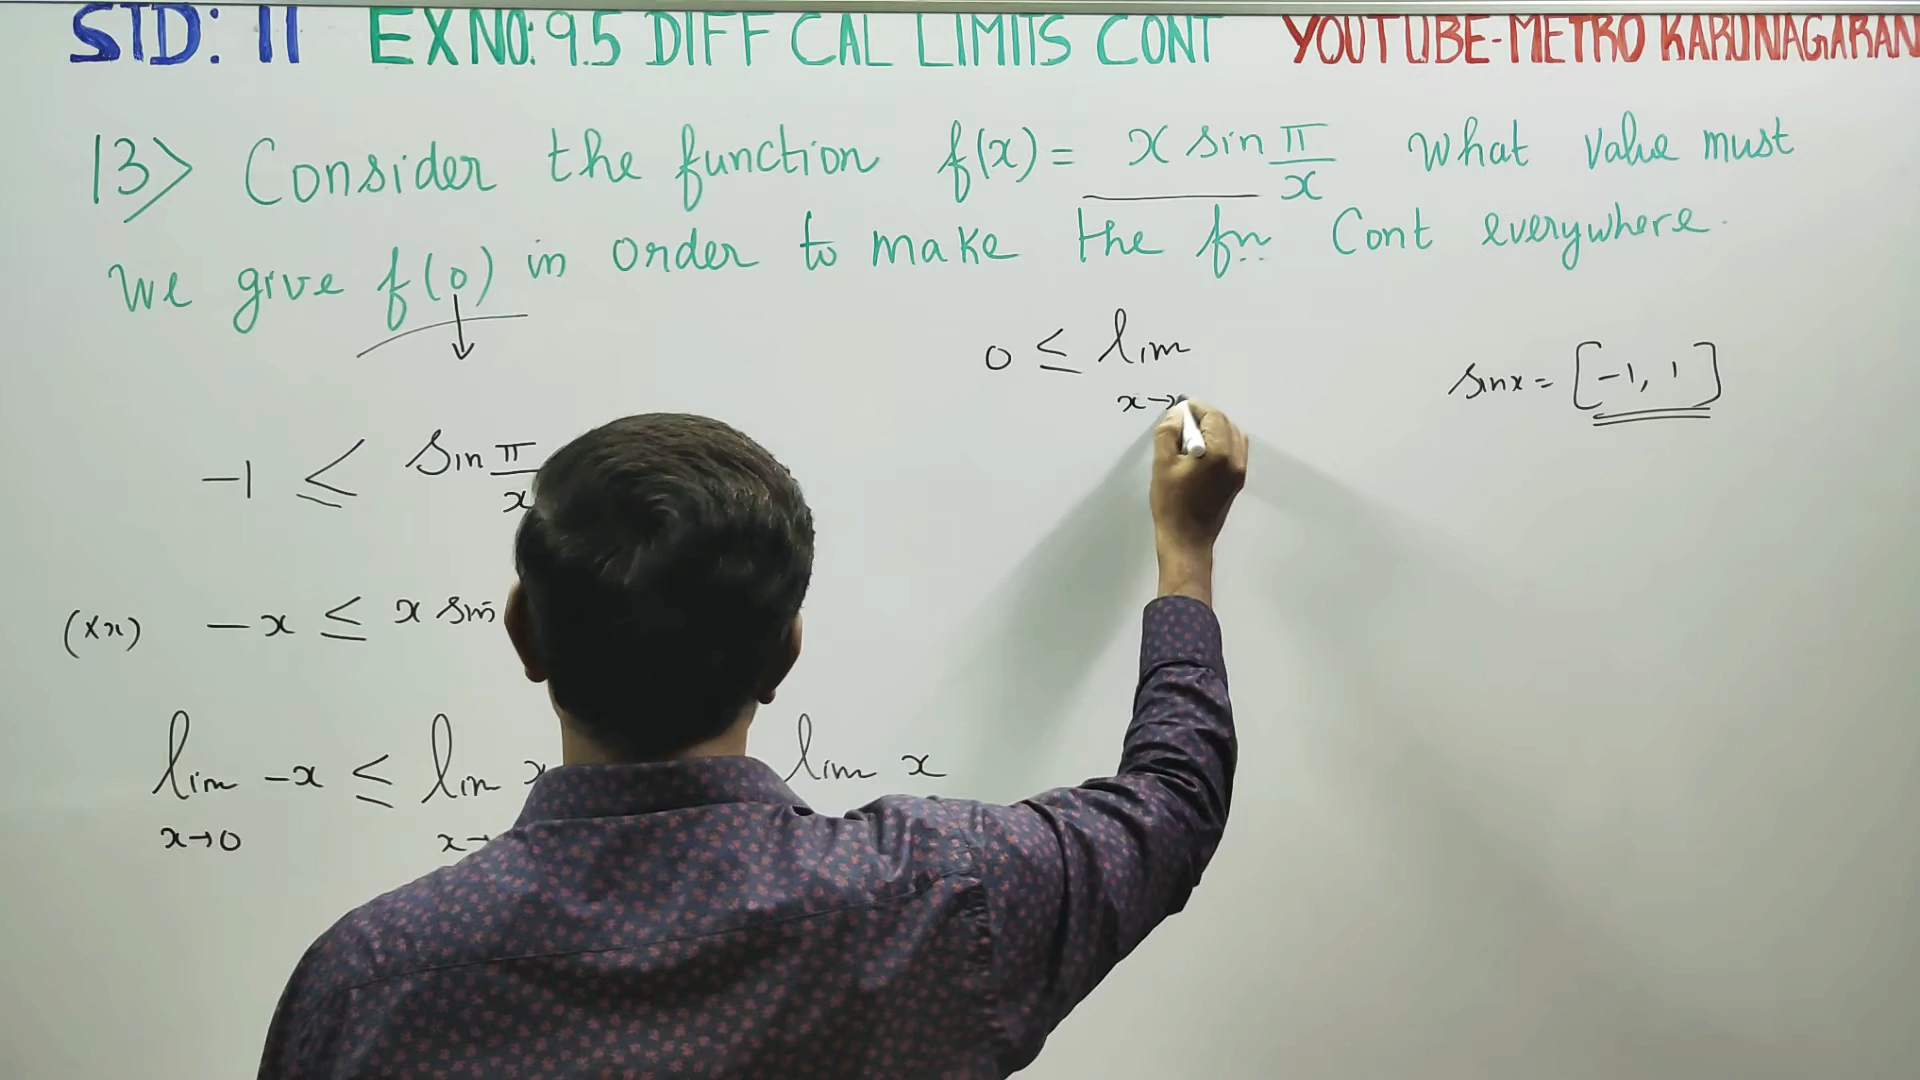 STD: 11 EX NO: 9.5 DIFF CAL LIMITS CONT YOUTUBE-METRO KARUNAGARAN
13> Consider the function f(x) = x sin π/x What value must
We give f(0) in order to make the fn. Cont everywhere.
0 ≤ lim
x→
sinx = [-1, 1]
-1 ≤ Sin π/x
(×x) -x ≤ x sin
lim -x ≤ lim x lim x
x→0 x→